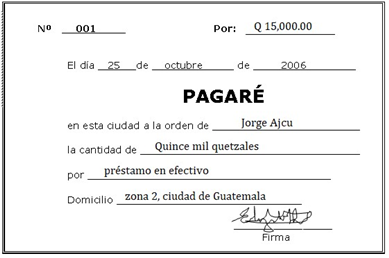 Nº 001 Por: Q 15,000.00
El día 25 de octubre de 2006
PAGARÉ
en esta ciudad a la orden de Jorge Ajcu
la cantidad de Quince mil quetzales
por préstamo en efectivo
Domicilio zona 2, ciudad de Guatemala
Firma